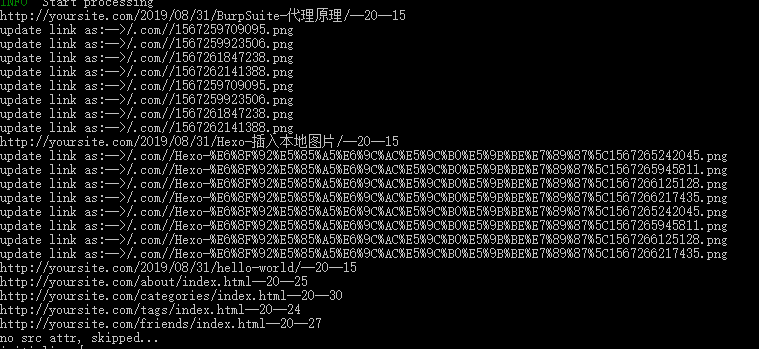 INFO  Start processing
http://yoursite.com/2019/08/31/BurpSuite-代理原理/--20--15
update link as:-->/.com//1567259709095.png
update link as:-->/.com//1567259923506.png
update link as:-->/.com//1567261847238.png
update link as:-->/.com//1567262141388.png
update link as:-->/.com//1567259709095.png
update link as:-->/.com//1567259923506.png
update link as:-->/.com//1567261847238.png
update link as:-->/.com//1567262141388.png
http://yoursite.com/2019/08/31/Hexo-插入本地图片/--20--15
update link as:-->/.com//Hexo-%E6%8F%92%E5%85%A5%E6%9C%AC%E5%9C%B0%E5%9B%BE%E7%89%87%5C1567265242045.png
update link as:-->/.com//Hexo-%E6%8F%92%E5%85%A5%E6%9C%AC%E5%9C%B0%E5%9B%BE%E7%89%87%5C1567265945811.png
update link as:-->/.com//Hexo-%E6%8F%92%E5%85%A5%E6%9C%AC%E5%9C%B0%E5%9B%BE%E7%89%87%5C1567266125128.png
update link as:-->/.com//Hexo-%E6%8F%92%E5%85%A5%E6%9C%AC%E5%9C%B0%E5%9B%BE%E7%89%87%5C1567266217435.png
update link as:-->/.com//Hexo-%E6%8F%92%E5%85%A5%E6%9C%AC%E5%9C%B0%E5%9B%BE%E7%89%87%5C1567265242045.png
update link as:-->/.com//Hexo-%E6%8F%92%E5%85%A5%E6%9C%AC%E5%9C%B0%E5%9B%BE%E7%89%87%5C1567265945811.png
update link as:-->/.com//Hexo-%E6%8F%92%E5%85%A5%E6%9C%AC%E5%9C%B0%E5%9B%BE%E7%89%87%5C1567266125128.png
update link as:-->/.com//Hexo-%E6%8F%92%E5%85%A5%E6%9C%AC%E5%9C%B0%E5%9B%BE%E7%89%87%5C1567266217435.png
http://yoursite.com/2019/08/31/hello-world/--20--15
http://yoursite.com/about/index.html--20--25
http://yoursite.com/categories/index.html--20--30
http://yoursite.com/tags/index.html--20--24
http://yoursite.com/friends/index.html--20--27
no src attr, skipped...